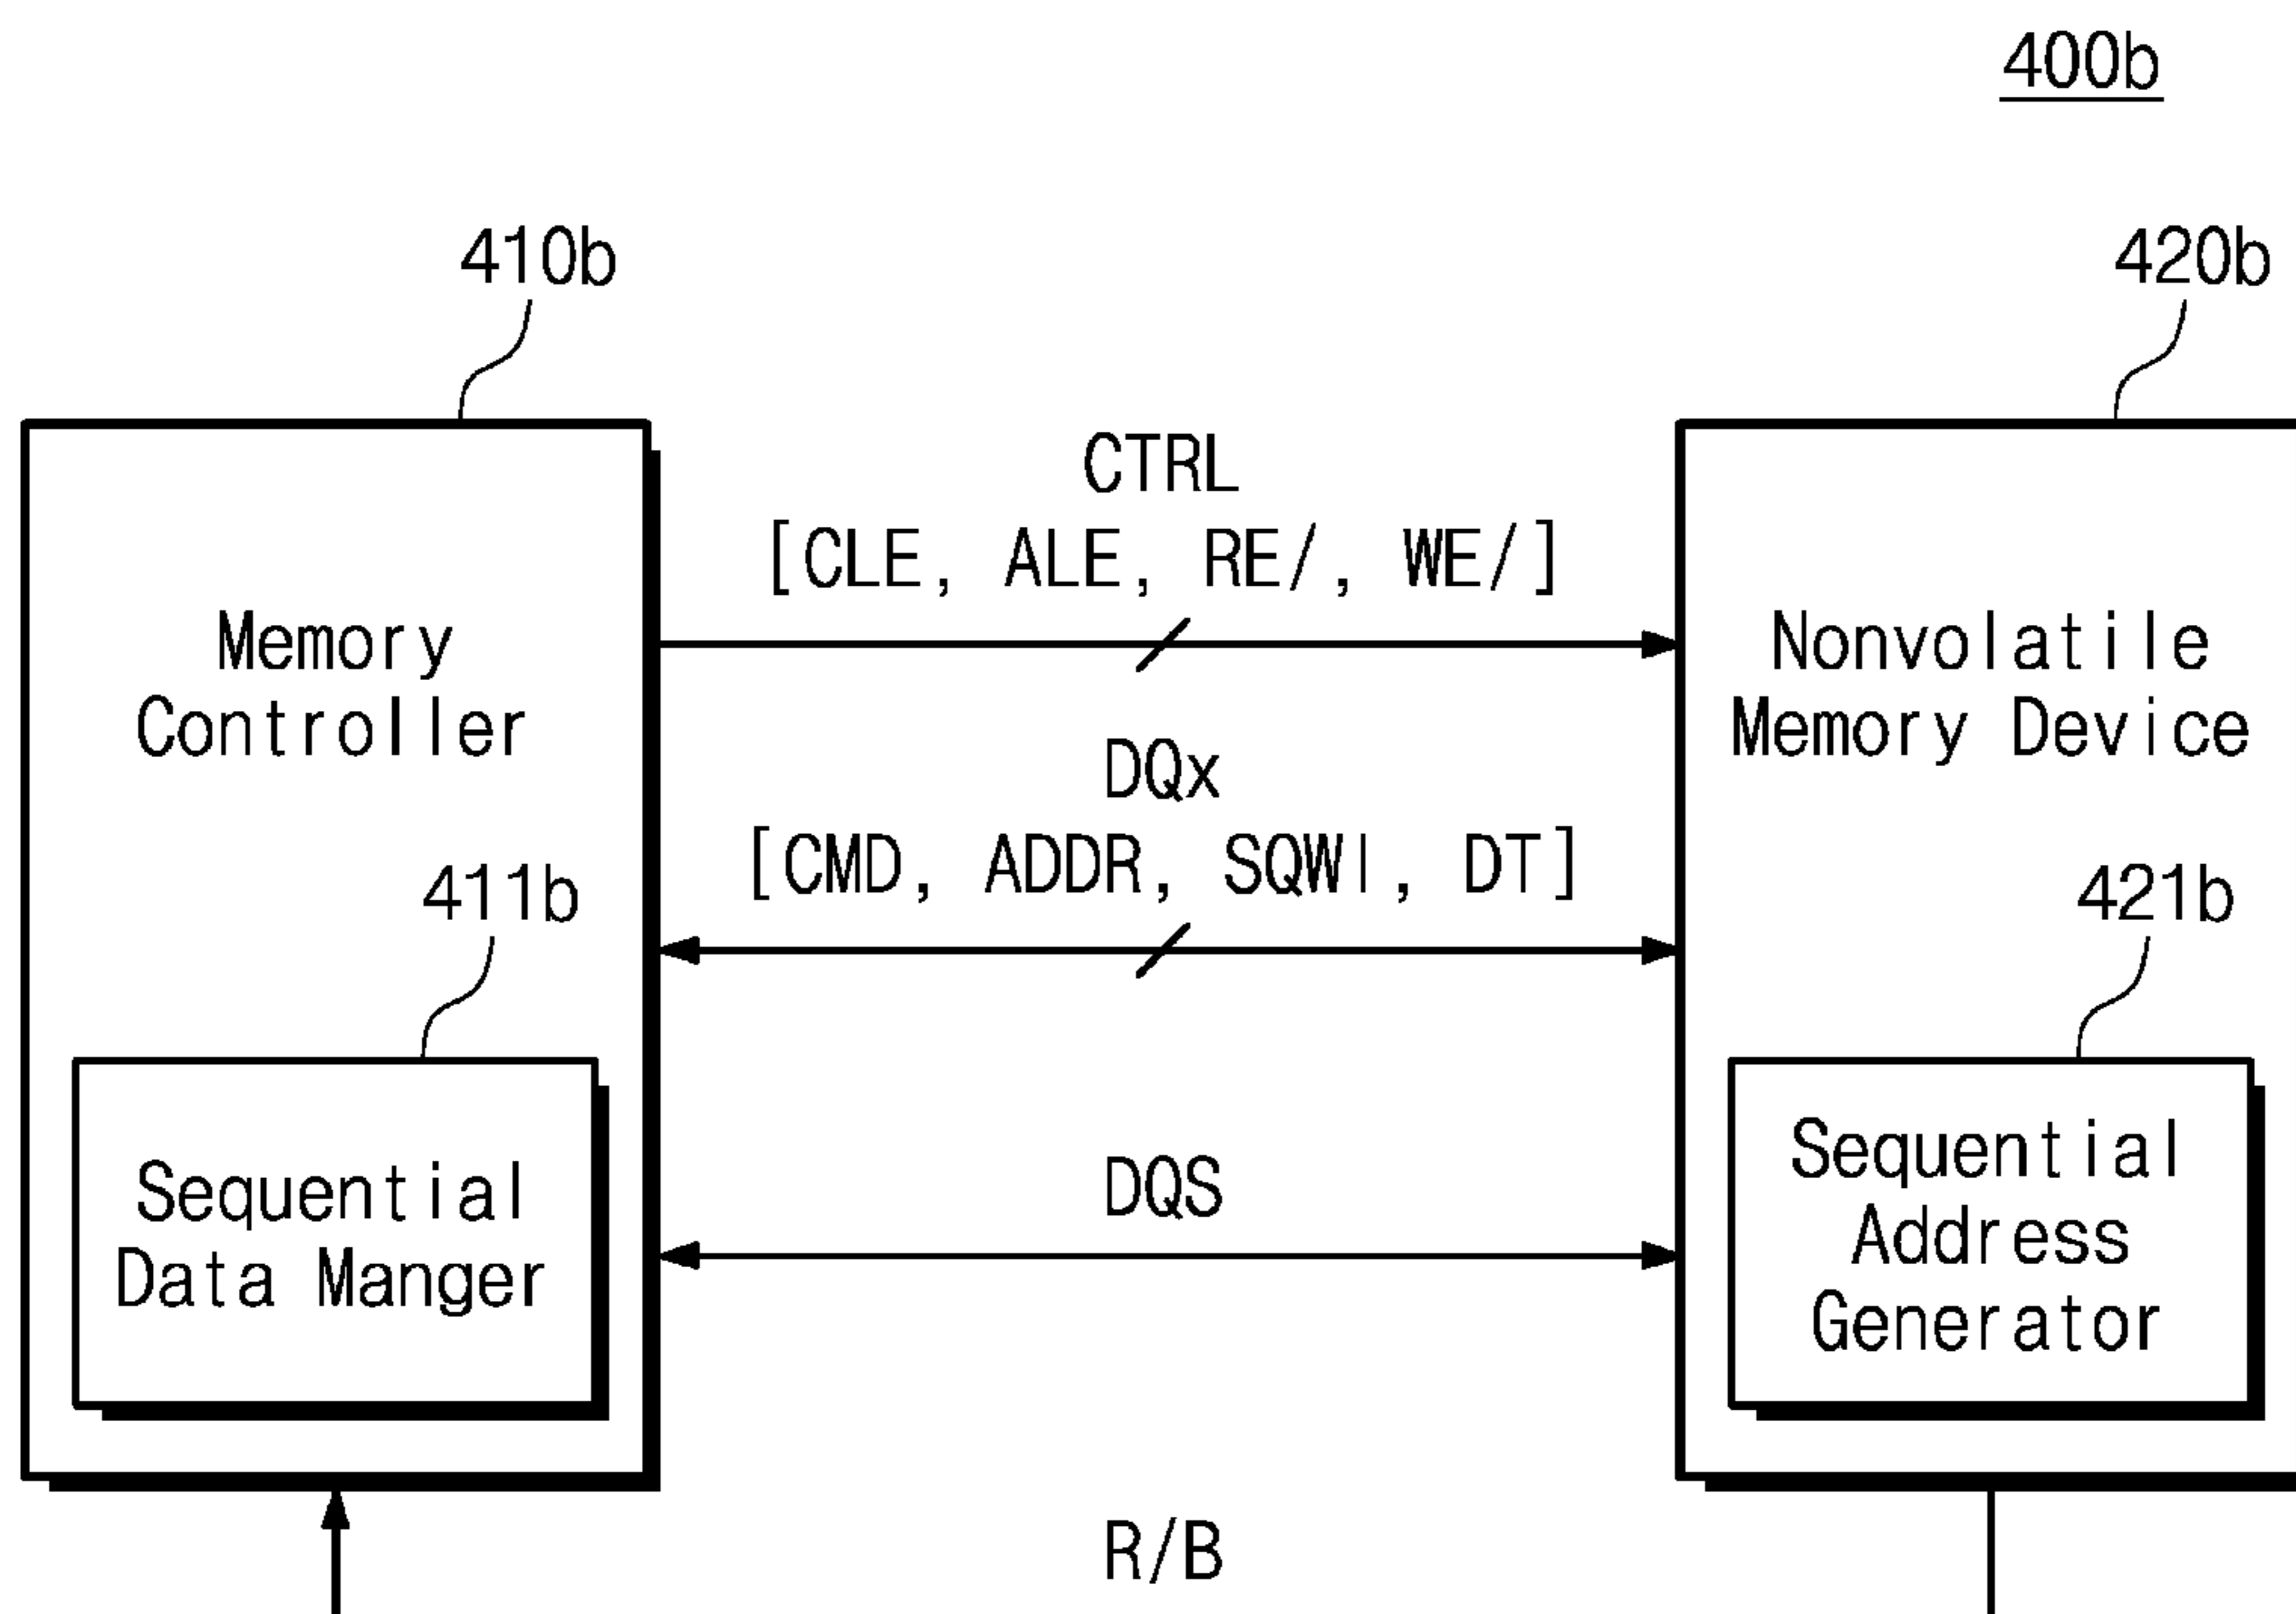 400b
410b
420b
CTRL
[CLE, ALE, RE/, WE/]
Memory
Controller
Nonvolatile
Memory Device
DQx
[CMD, ADDR, SQWI, DT]
411b
421b
Sequential
Data Manger
DQS
Sequential
Address
Generator
R/B